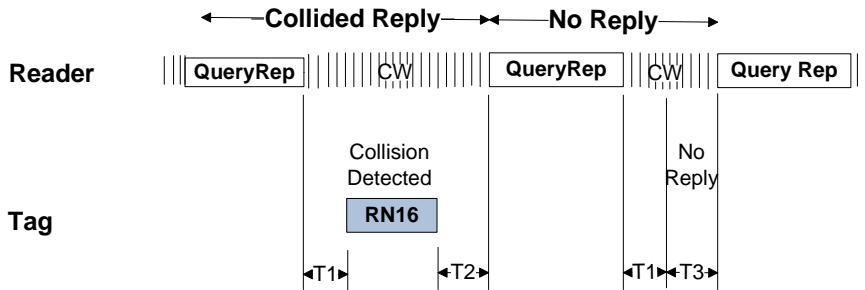 Collided Reply No Reply
Reader QueryRep CW QueryRep CW Query Rep
Collision
Detected
No
Reply
Tag RN16
T1 T2 T1 T3